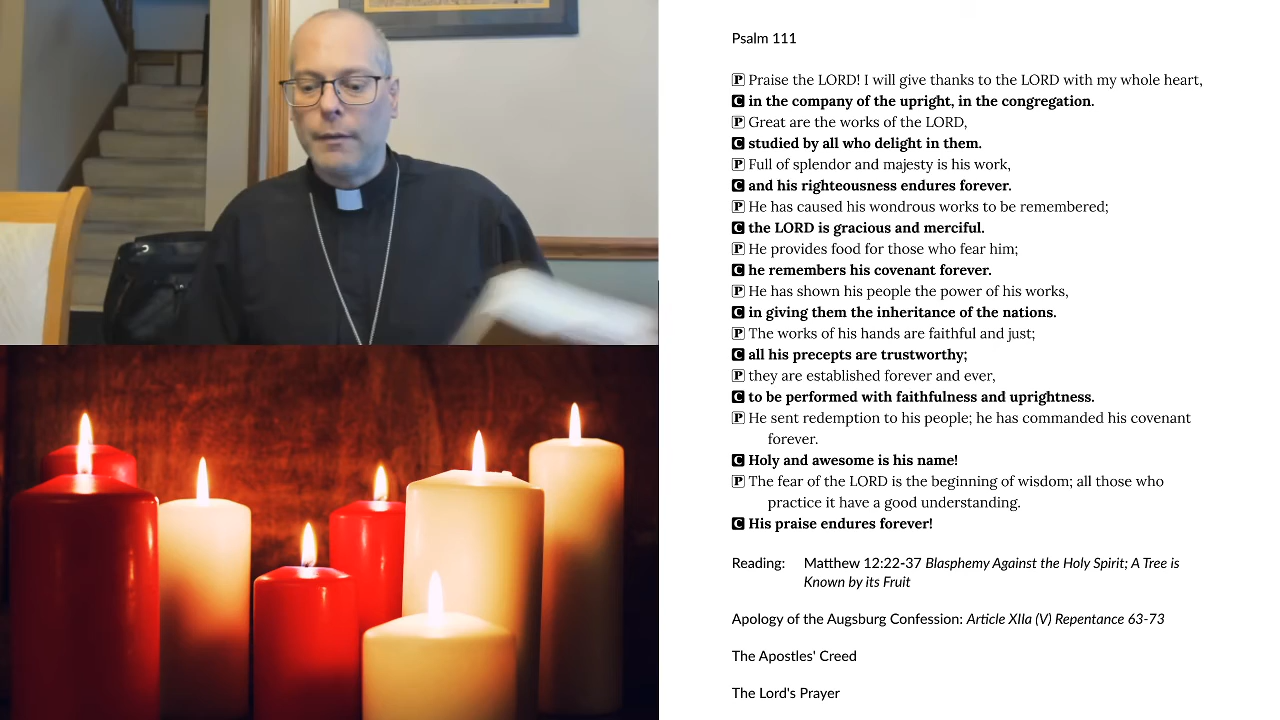 Psalm 111
P Praise the LORD! I will give thanks to the LORD with my whole heart,
C in the company of the upright, in the congregation.
P Great are the works of the LORD,
C studied by all who delight in them.
P Full of splendor and majesty is his work,
C and his righteousness endures forever.
P He has caused his wondrous works to be remembered;
C the LORD is gracious and merciful.
P He provides food for those who fear him;
C he remembers his covenant forever.
P He has shown his people the power of his works,
C in giving them the inheritance of the nations.
P The works of his hands are faithful and just;
C all his precepts are trustworthy;
P they are established forever and ever,
C to be performed with faithfulness and uprightness.
P He sent redemption to his people; he has commanded his covenant
forever.
C Holy and awesome is his name!
P The fear of the LORD is the beginning of wisdom; all those who
practice it have a good understanding.
C His praise endures forever!
Reading: Matthew 12:22-37 Blasphemy Against the Holy Spirit; A Tree is
Known by its Fruit
Apology of the Augsburg Confession: Article XIIa (V) Repentance 63-73
The Apostles' Creed
The Lord's Prayer